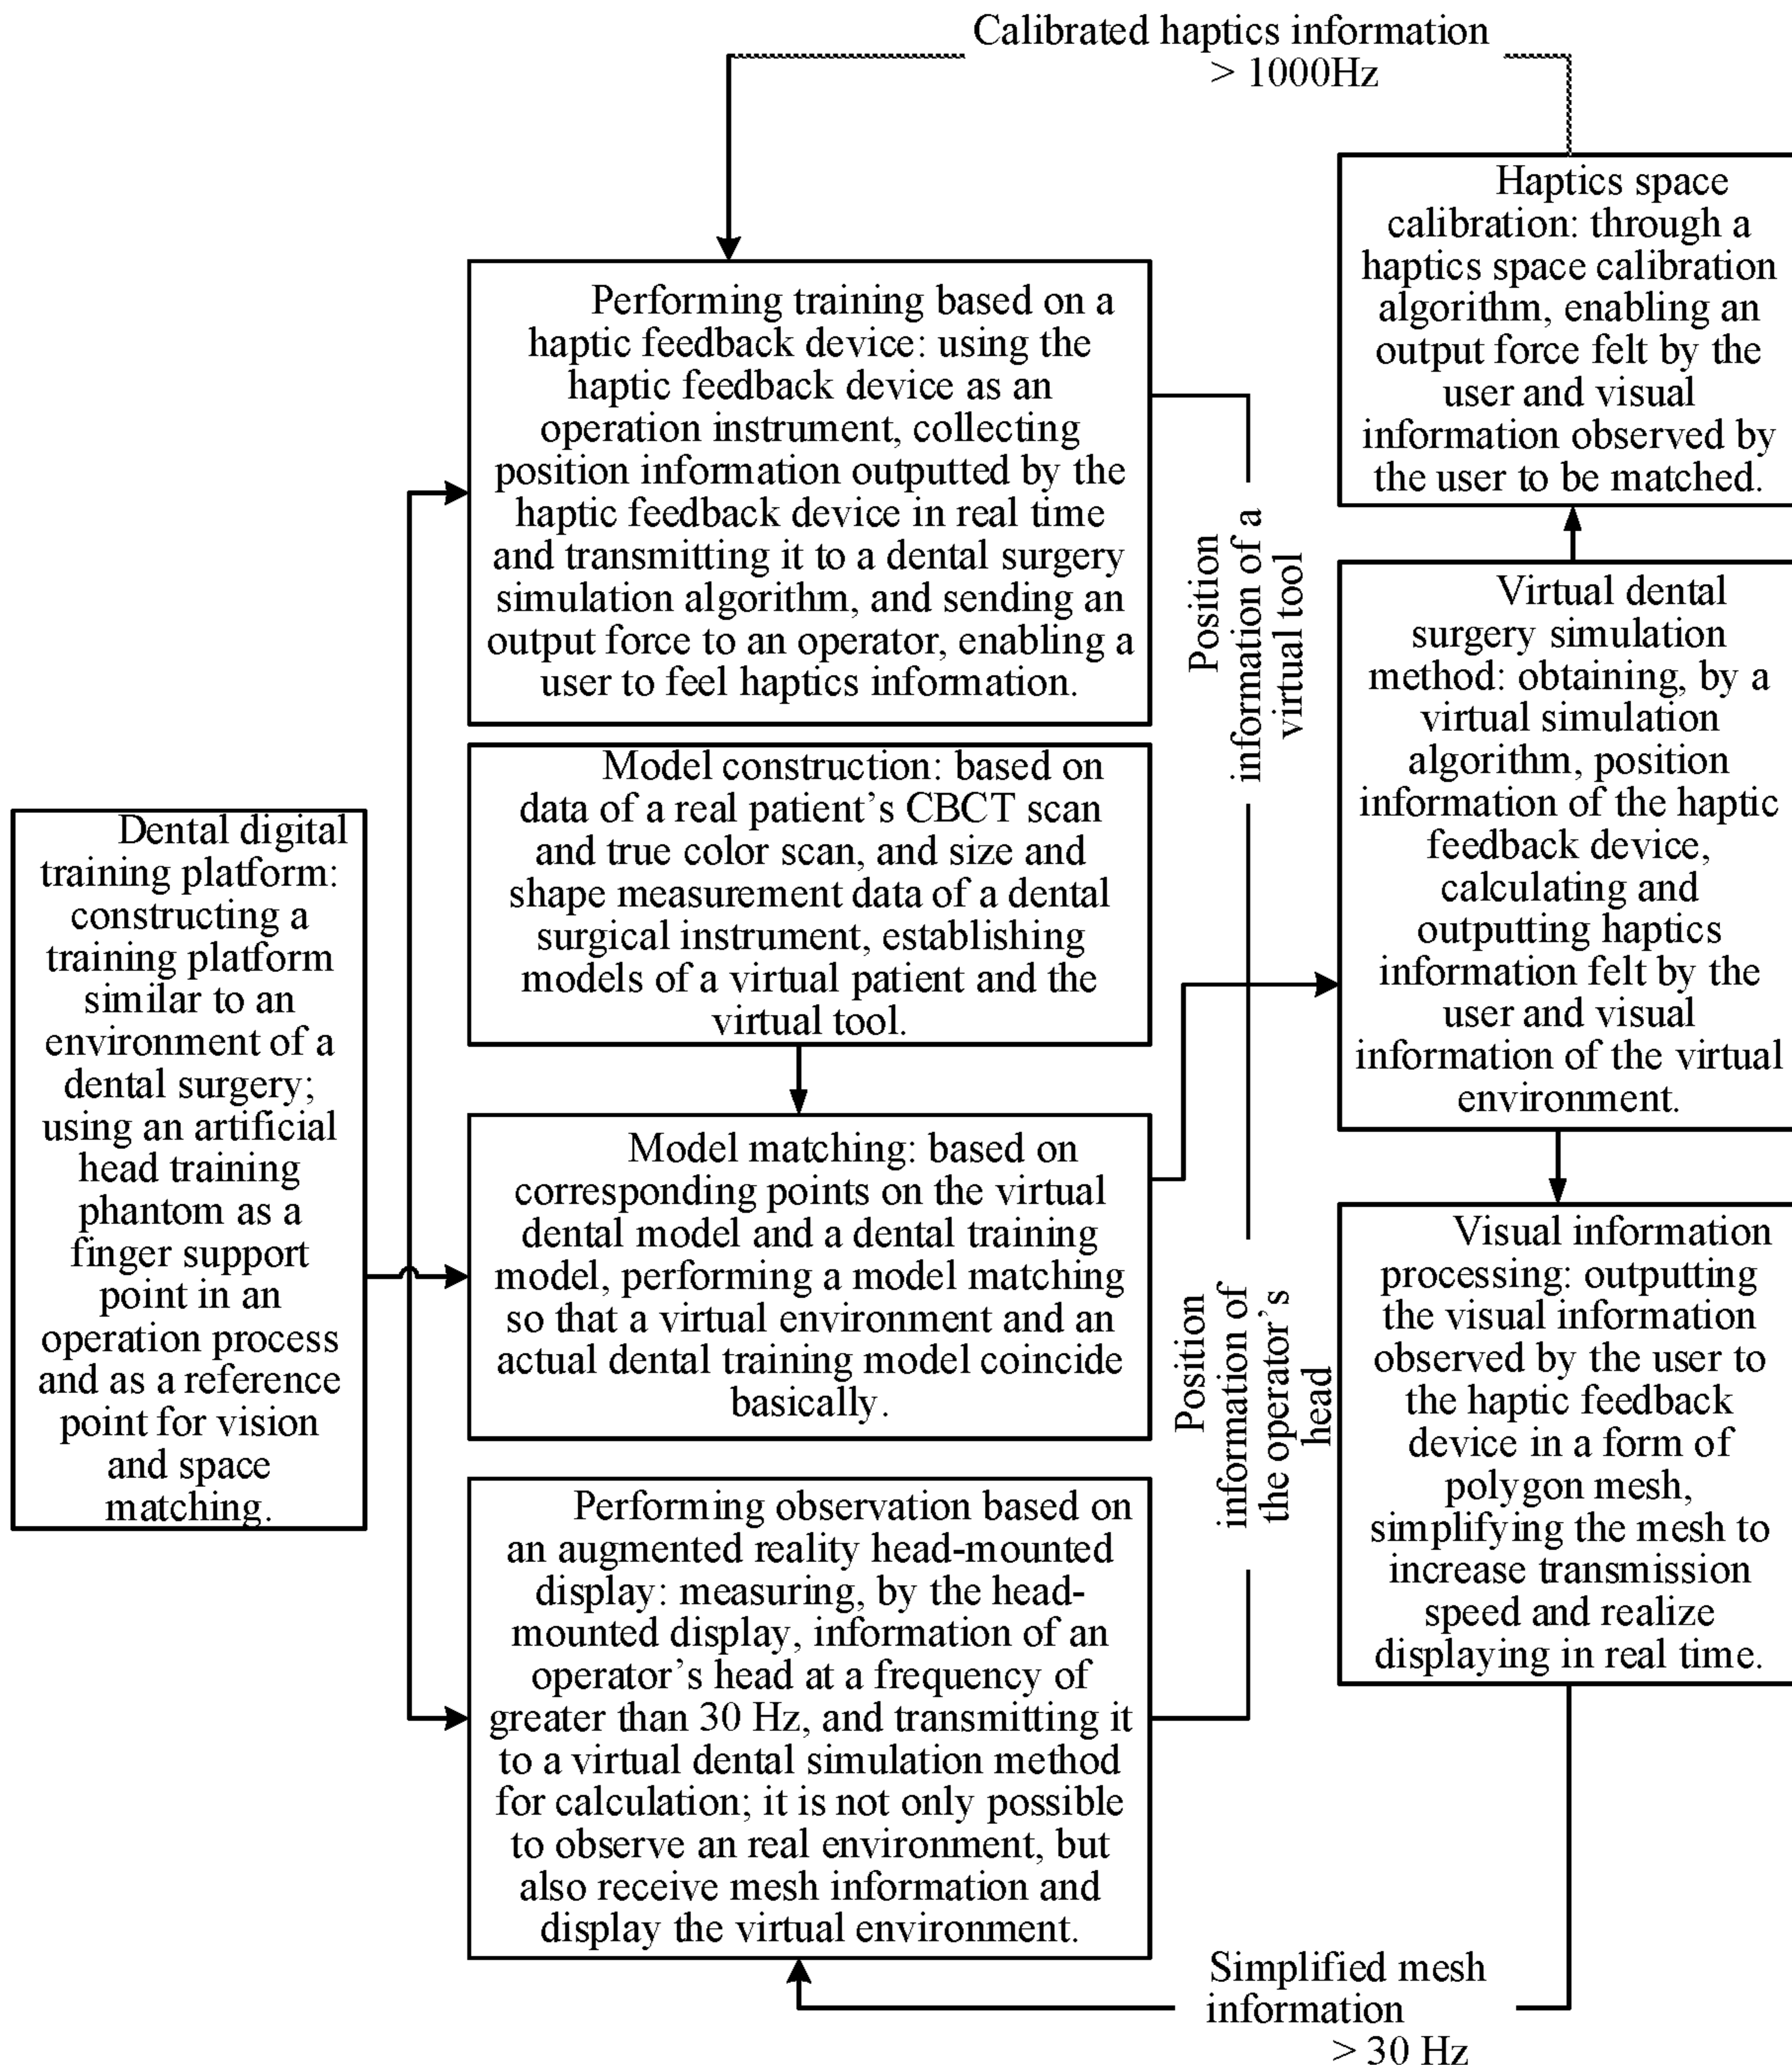 Calibrated haptics information
> 1000Hz
Dental digital
training platform:
constructing a
training platform
similar to an
environment of a
dental surgery;
using an artificial
head training
phantom as a
finger support
point in an
operation process
and as a reference
point for vision
and space
matching.
Performing training based on a
haptic feedback device: using the
haptic feedback device as an
operation instrument, collecting
position information outputted by the
haptic feedback device in real time
and transmitting it to a dental surgery
simulation algorithm, and sending an
output force to an operator, enabling a
user to feel haptics information.
Model construction: based on
data of a real patient’s CBCT scan
and true color scan, and size and
shape measurement data of a dental
surgical instrument, establishing
models of a virtual patient and the
virtual tool.
Model matching: based on
corresponding points on the virtual
dental model and a dental training
model, performing a model matching
so that a virtual environment and an
actual dental training model coincide
basically.
Performing observation based on
an augmented reality head-mounted
display: measuring, by the head-
mounted display, information of an
operator’s head at a frequency of
greater than 30 Hz, and transmitting it
to a virtual dental simulation method
for calculation; it is not only possible
to observe an real environment, but
also receive mesh information and
display the virtual environment.
Position
information of a
virtual tool
Position
information of
the operator’s
head
Haptics space
calibration: through a
haptics space calibration
algorithm, enabling an
output force felt by the
user and visual
information observed by
the user to be matched.
Virtual dental
surgery simulation
method: obtaining, by a
virtual simulation
algorithm, position
information of the haptic
feedback device,
calculating and
outputting haptics
information felt by the
user and visual
information of the virtual
environment.
Visual information
processing: outputting
the visual information
observed by the user to
the haptic feedback
device in a form of
polygon mesh,
simplifying the mesh to
increase transmission
speed and realize
displaying in real time.
Simplified mesh
information
> 30 Hz